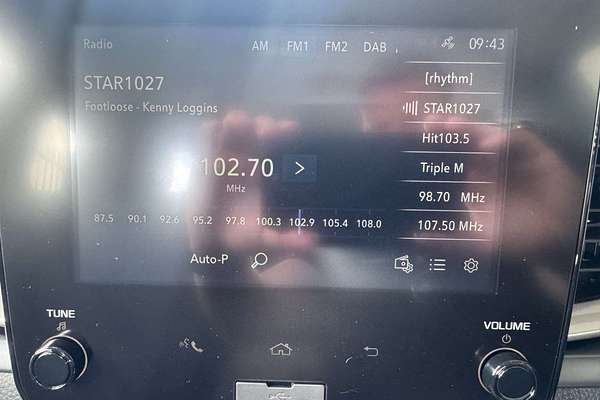 Radio
AM FM1 FM2 DAB
09:43
STAR1027
Footloose - Kenny Loggins
102.70
MHz
87.5 90.1 92.6 95.2 97.8 100.3 102.9 105.4 108.0
Auto-P
[rhythm]
STAR1027
Hit103.5
Triple M
98.70 MHz
107.50 MHz
TUNE
VOLUME